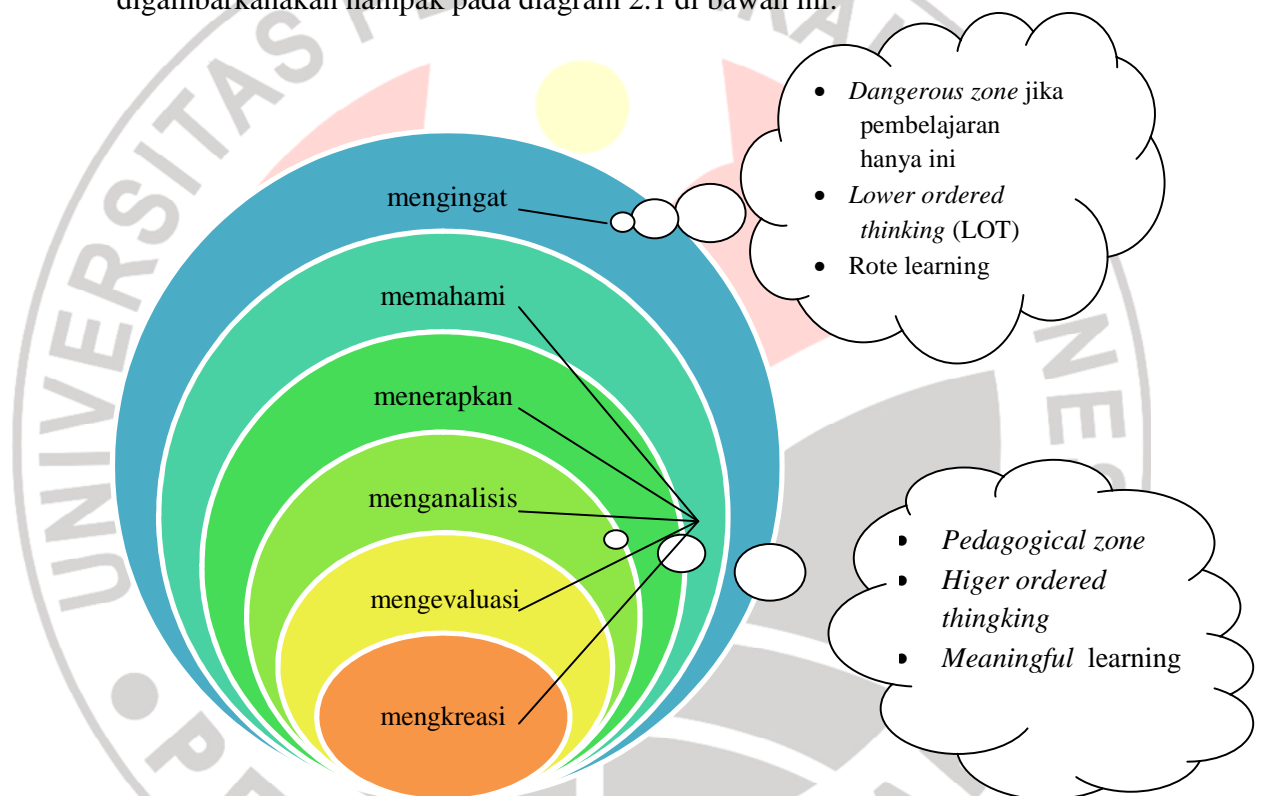 digambarkanakan nampak pada diagram 2.1 di bawah ini.
mengingat
memahami
menerapkan
menganalisis
mengevaluasi
mengkreasi
• Dangerous zone jika
pembelajaran
hanya ini
• Lower ordered
thinking (LOT)
• Rote learning
• Pedagogical zone
• Higer ordered
thingking
• Meaningful learning
UNIVERSITAS